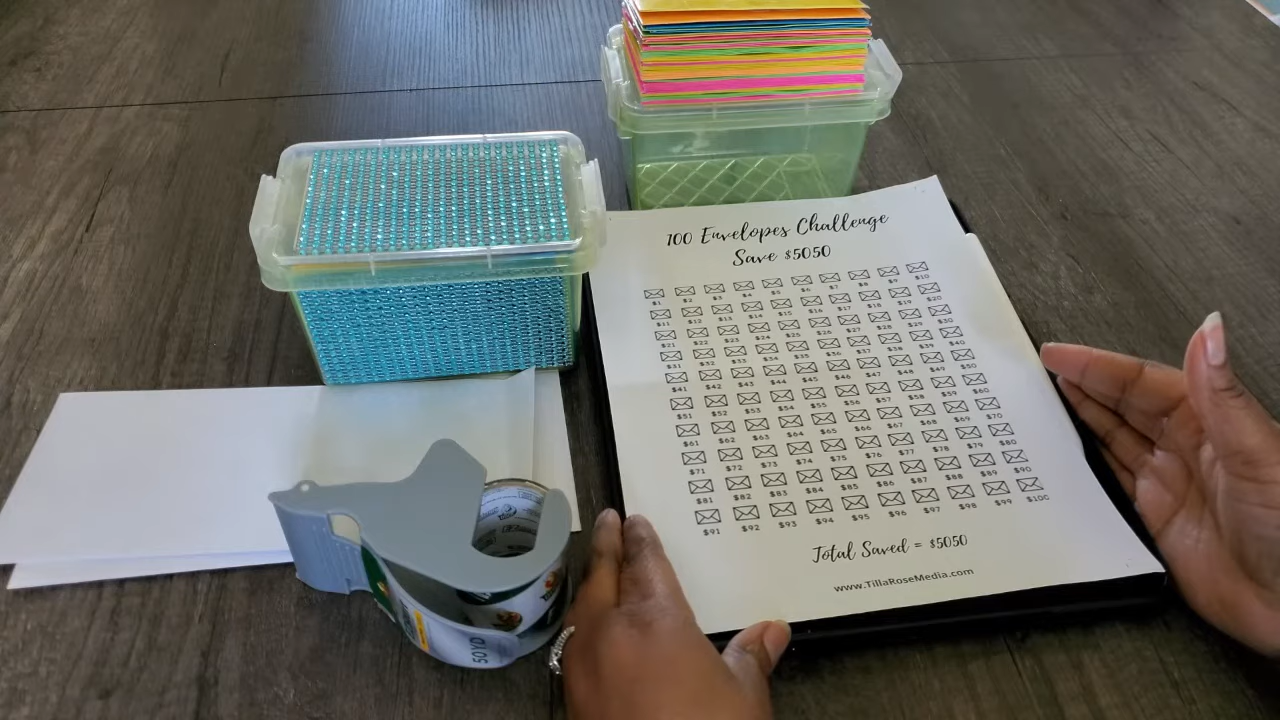 100 Envelopes Challenge
Save $5050
$1 $2 $3 $4 $5 $6 $7 $8 $9 $10
$11 $12 $13 $14 $15 $16 $17 $18 $19 $20
$21 $22 $23 $24 $25 $26 $27 $28 $29 $30
$31 $32 $33 $34 $35 $36 $37 $38 $39 $40
$41 $42 $43 $44 $45 $46 $47 $48 $49 $50
$51 $52 $53 $54 $55 $56 $57 $58 $59 $60
$61 $62 $63 $64 $65 $66 $67 $68 $69 $70
$71 $72 $73 $74 $75 $76 $77 $78 $79 $80
$81 $82 $83 $84 $85 $86 $87 $88 $89 $90
$91 $92 $93 $94 $95 $96 $97 $98 $99 $100
Total Saved = $5050
www.TillaRoseMedia.com
50YD